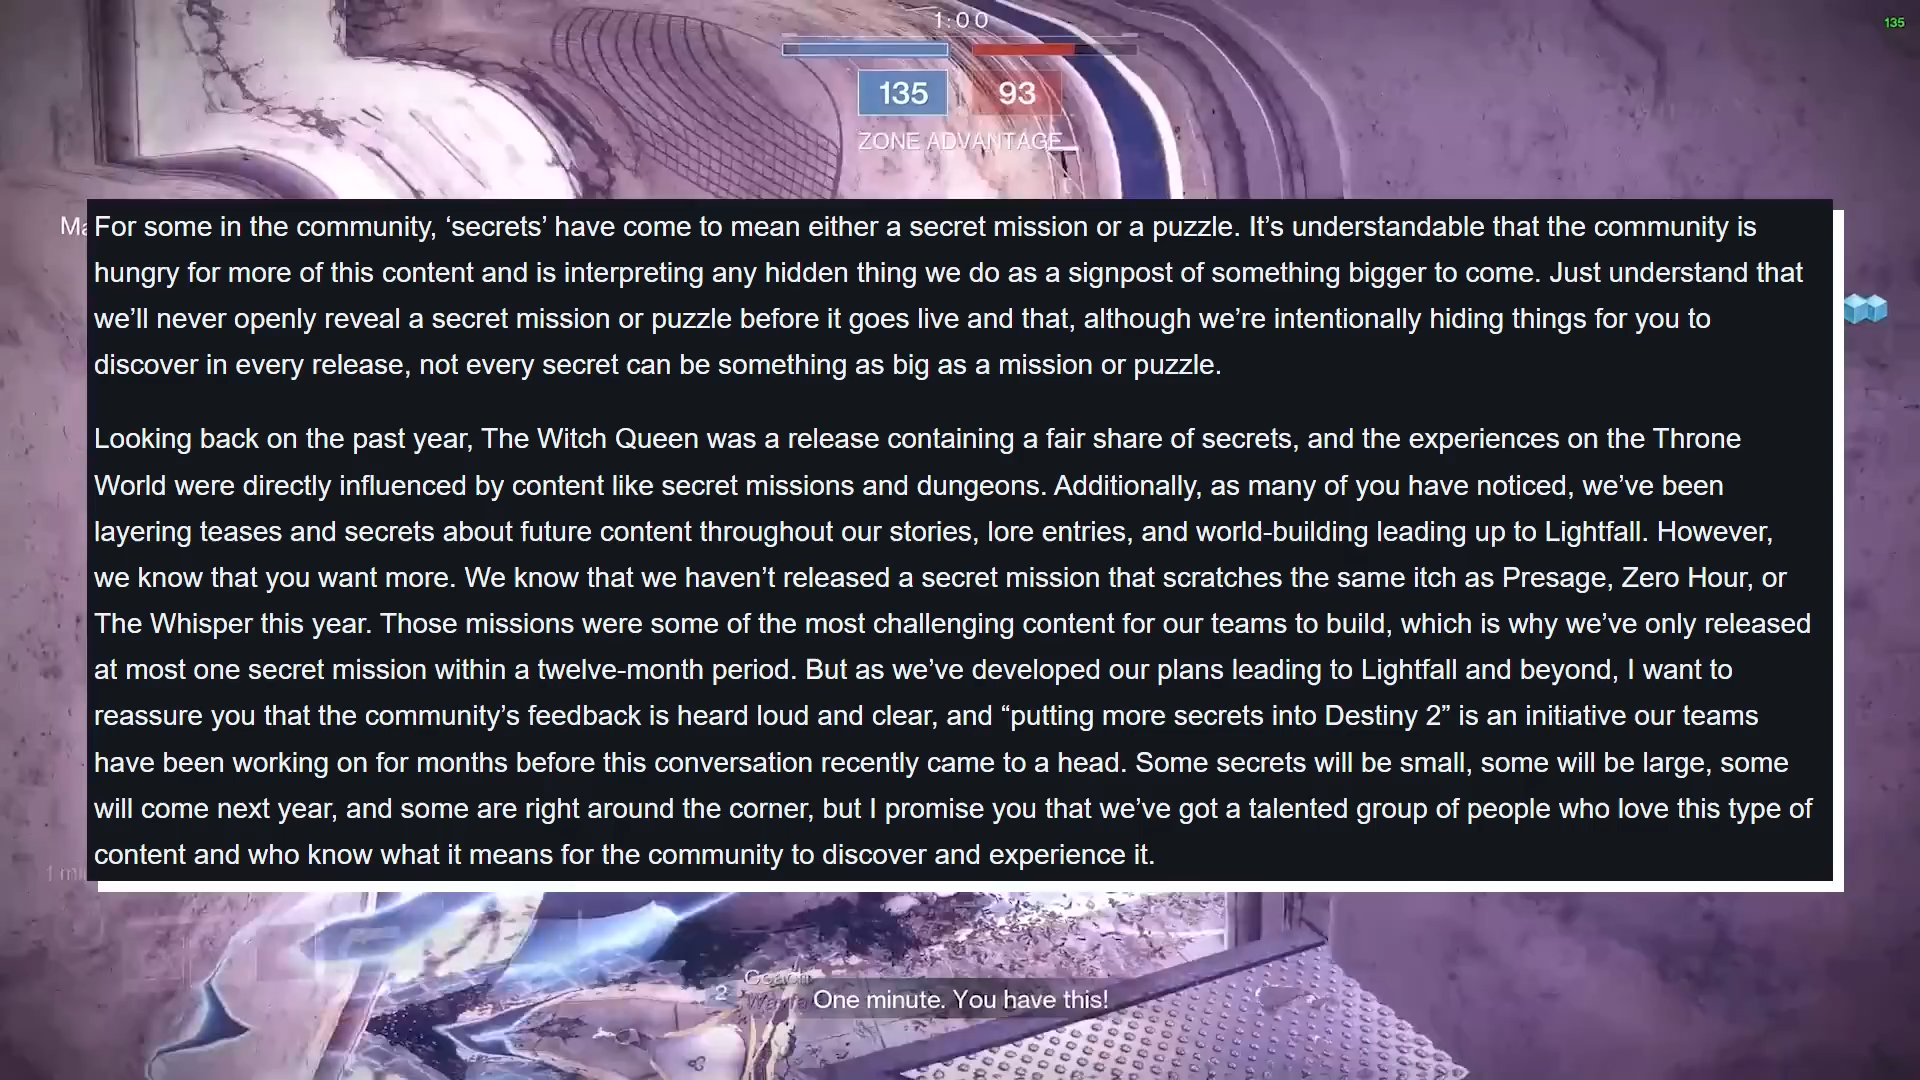 1:00
135
135
93
ZONE ADVANTAGE
Ma
For some in the community, ‘secrets’ have come to mean either a secret mission or a puzzle. It’s understandable that the community is
hungry for more of this content and is interpreting any hidden thing we do as a signpost of something bigger to come. Just understand that
we’ll never openly reveal a secret mission or puzzle before it goes live and that, although we’re intentionally hiding things for you to
discover in every release, not every secret can be something as big as a mission or puzzle.
Looking back on the past year, The Witch Queen was a release containing a fair share of secrets, and the experiences on the Throne
World were directly influenced by content like secret missions and dungeons. Additionally, as many of you have noticed, we’ve been
layering teases and secrets about future content throughout our stories, lore entries, and world-building leading up to Lightfall. However,
we know that you want more. We know that we haven’t released a secret mission that scratches the same itch as Presage, Zero Hour, or
The Whisper this year. Those missions were some of the most challenging content for our teams to build, which is why we’ve only released
at most one secret mission within a twelve-month period. But as we’ve developed our plans leading to Lightfall and beyond, I want to
reassure you that the community’s feedback is heard loud and clear, and “putting more secrets into Destiny 2” is an initiative our teams
have been working on for months before this conversation recently came to a head. Some secrets will be small, some will be large, some
will come next year, and some are right around the corner, but I promise you that we’ve got a talented group of people who love this type of
content and who know what it means for the community to discover and experience it.
1 mi
2
One minute. You have this!